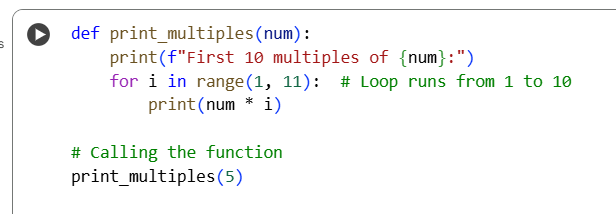 s
def print_multiples(num):
    print(f"First 10 multiples of {num}:")
    for i in range(1, 11):  # Loop runs from 1 to 10
        print(num * i)

# Calling the function
print_multiples(5)